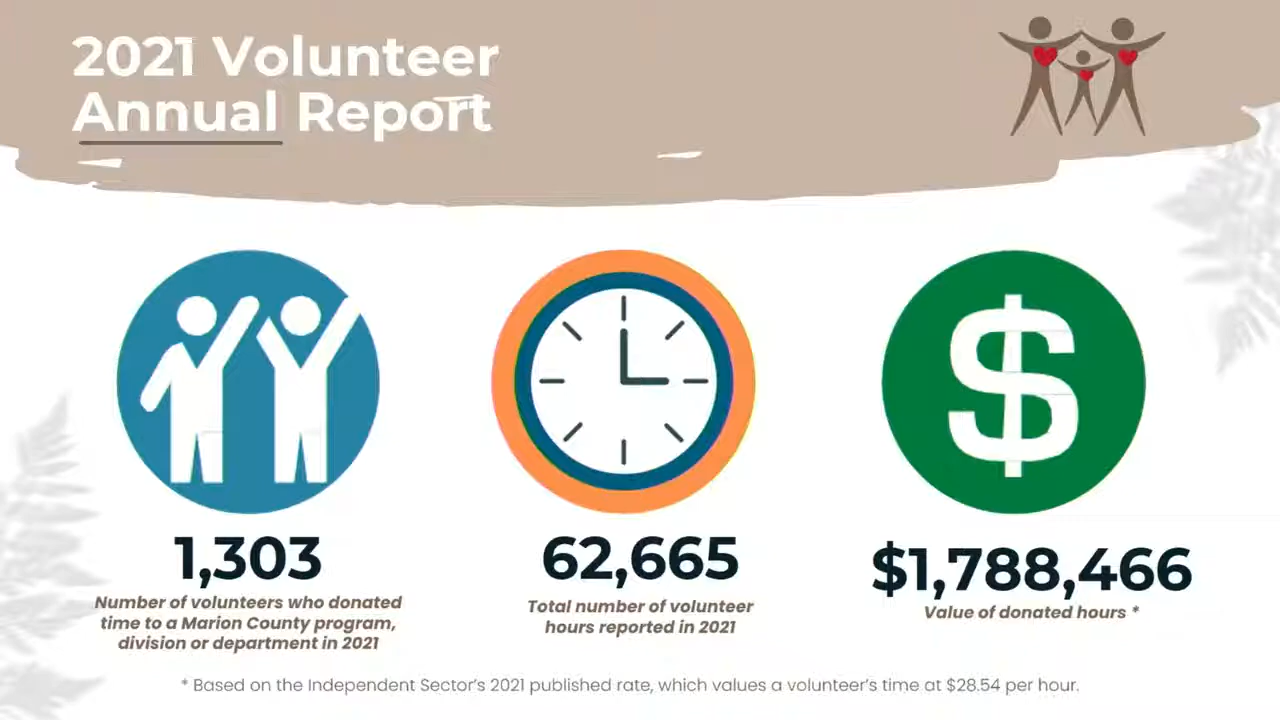 2021 Volunteer
Annual Report
1,303
Number of volunteers who donated
time to a Marion County program,
division or department in 2021
62,665
Total number of volunteer
hours reported in 2021
$1,788,466
Value of donated hours *
* Based on the Independent Sector's 2021 published rate, which values a volunteer's time at $28.54 per hour.